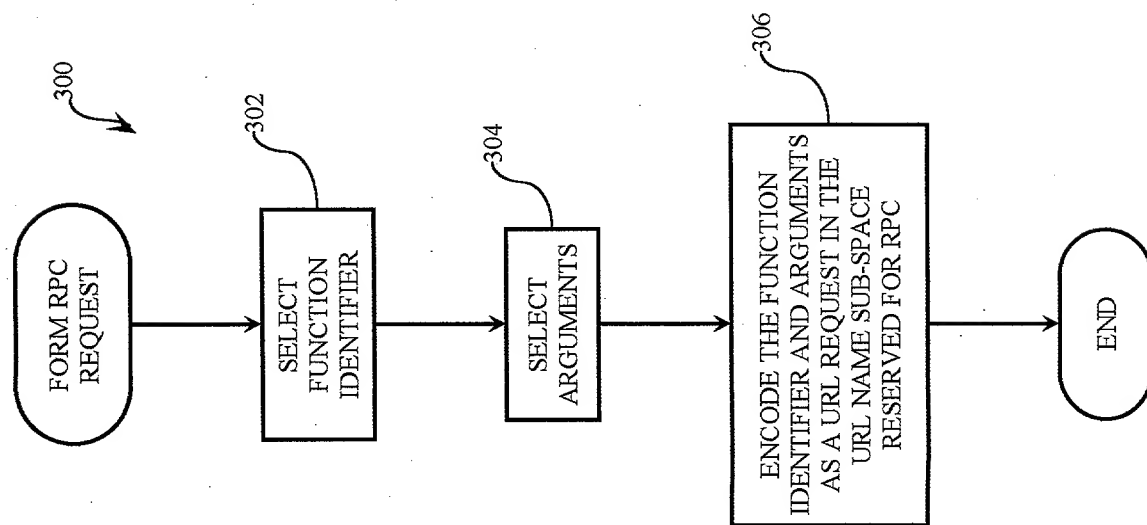 300
FORM RPC
REQUEST
302
SELECT
FUNCTION
IDENTIFIER
304
SELECT
ARGUMENTS
306
ENCODE THE FUNCTION
IDENTIFIER AND ARGUMENTS
AS A URL REQUEST IN THE
URL NAME SUB-SPACE
RESERVED FOR RPC
END